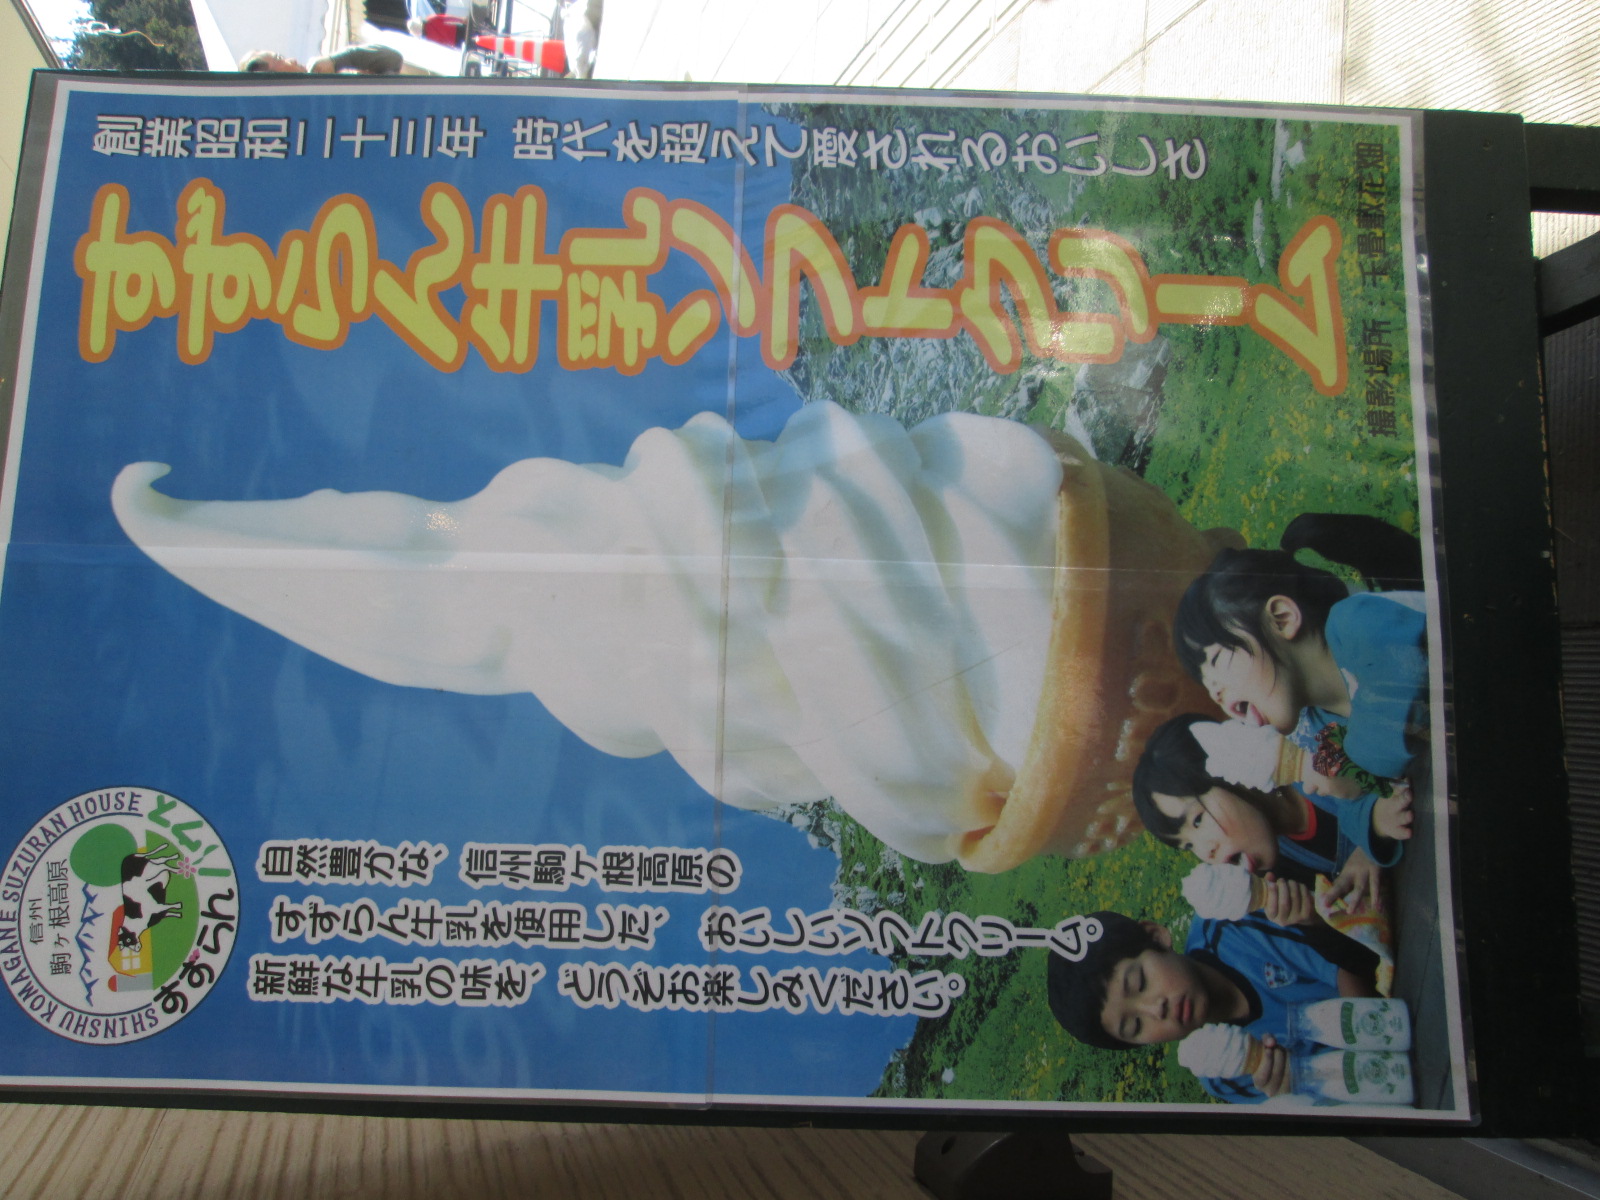 創業昭和二十三年 時代を超えて愛されるおいしさ
すずらん牛乳ソフトクリーム
撮影場所：千畳敷花畑
自然豊かな、信州駒ヶ根高原の
すずらん牛乳を使用した、おいしいソフトクリーム。
新鮮な牛乳の味を、どうぞお楽しみください。
SHINSHU KOMAGANE SUZURAN HOUSE
信州
駒ヶ根高原
すずらん
ハウス